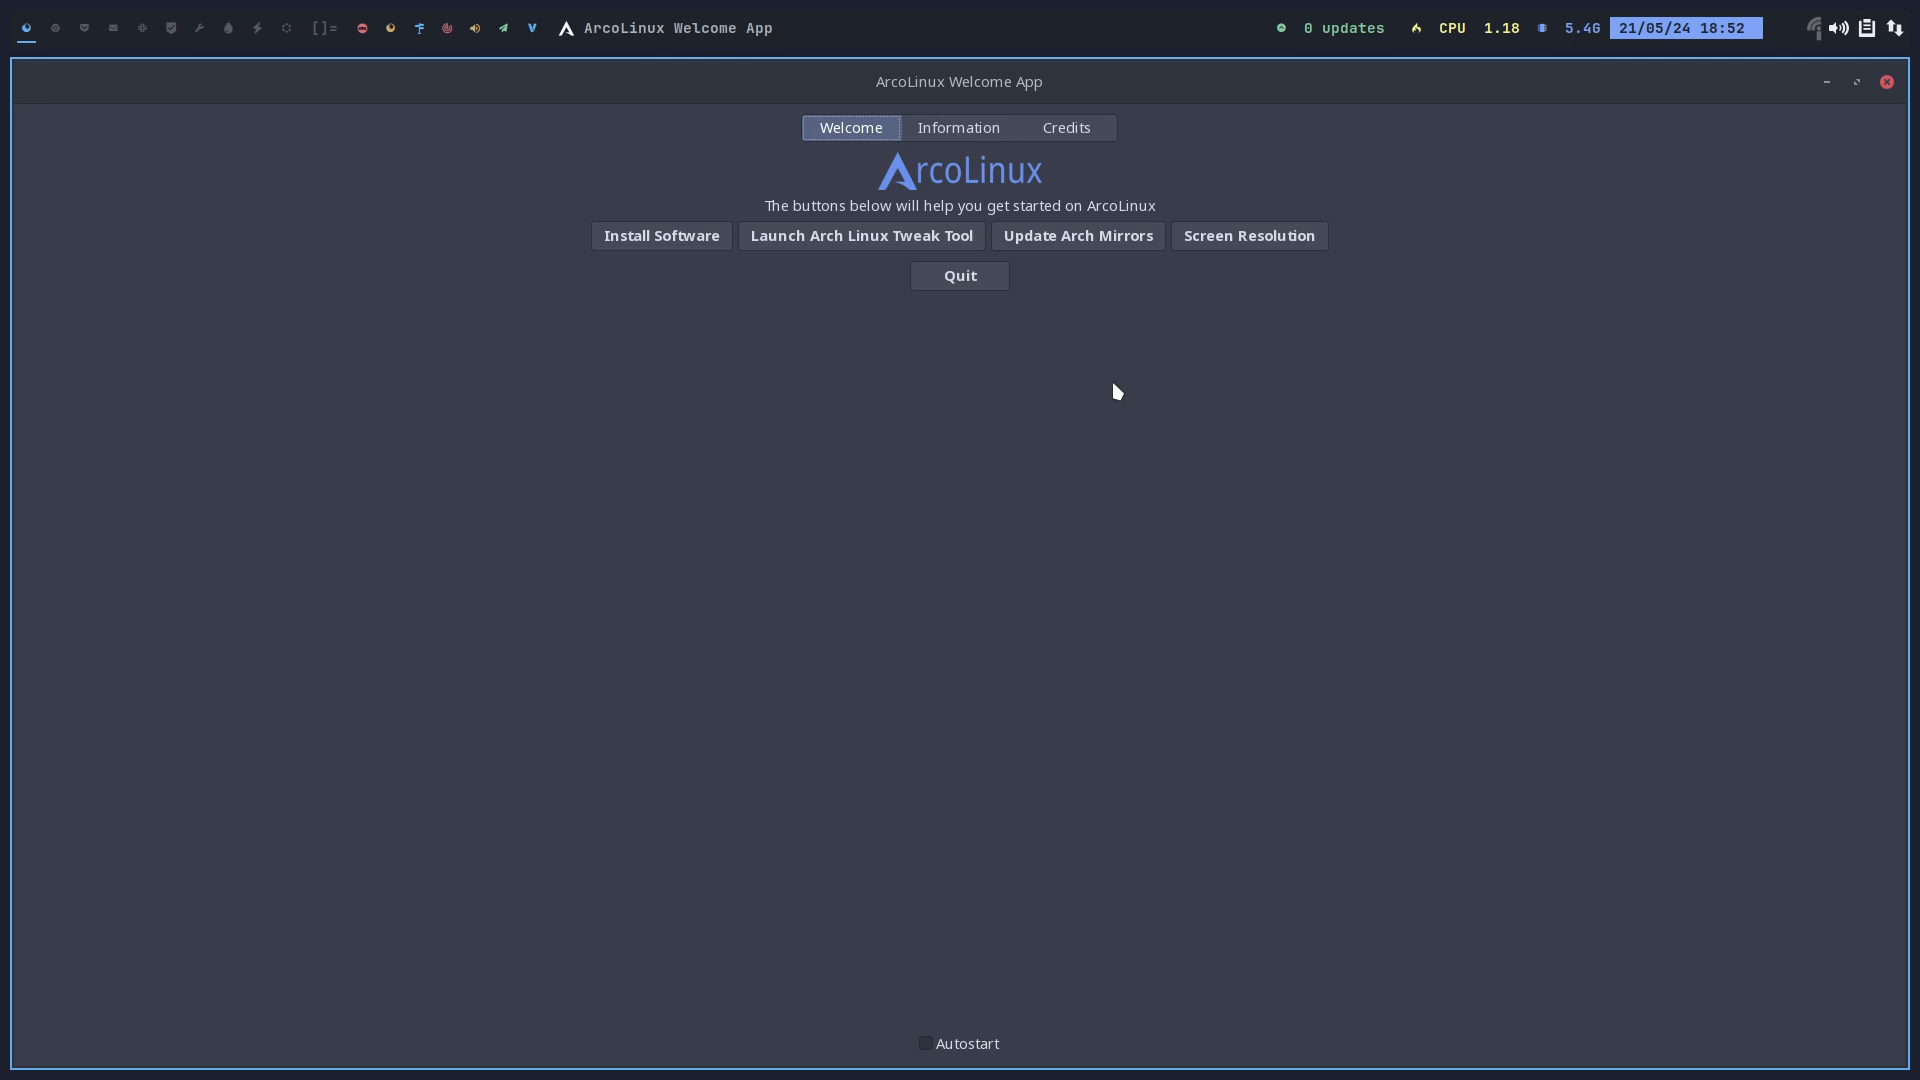 []= V ArcoLinux Welcome App 0 updates CPU 1.18 5.4G 21/05/24 18:52
ArcoLinux Welcome App
Welcome Information Credits
ArcoLinux
The buttons below will help you get started on ArcoLinux
Install Software Launch Arch Linux Tweak Tool Update Arch Mirrors Screen Resolution
Quit
Autostart